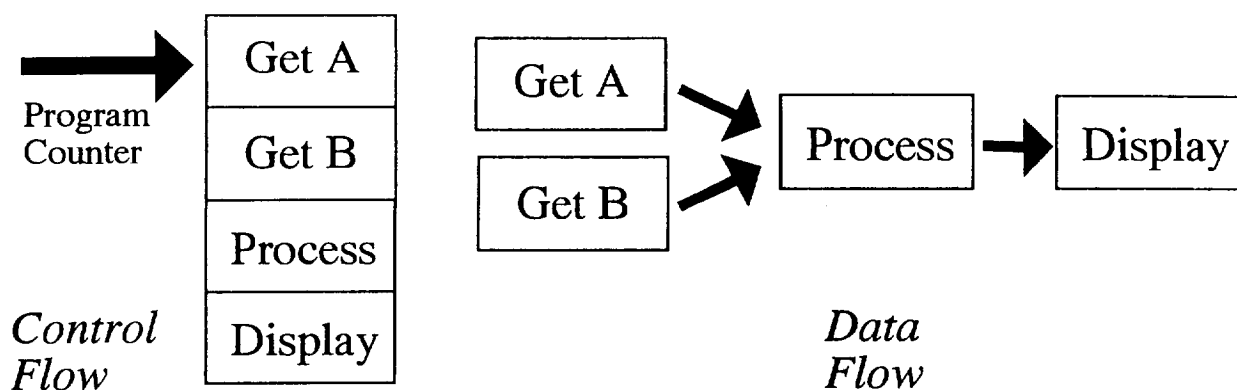 Get A
Program
Counter
Get B
Process
Display
Control
Flow
Get A
Get B
Process
Display
Data
Flow